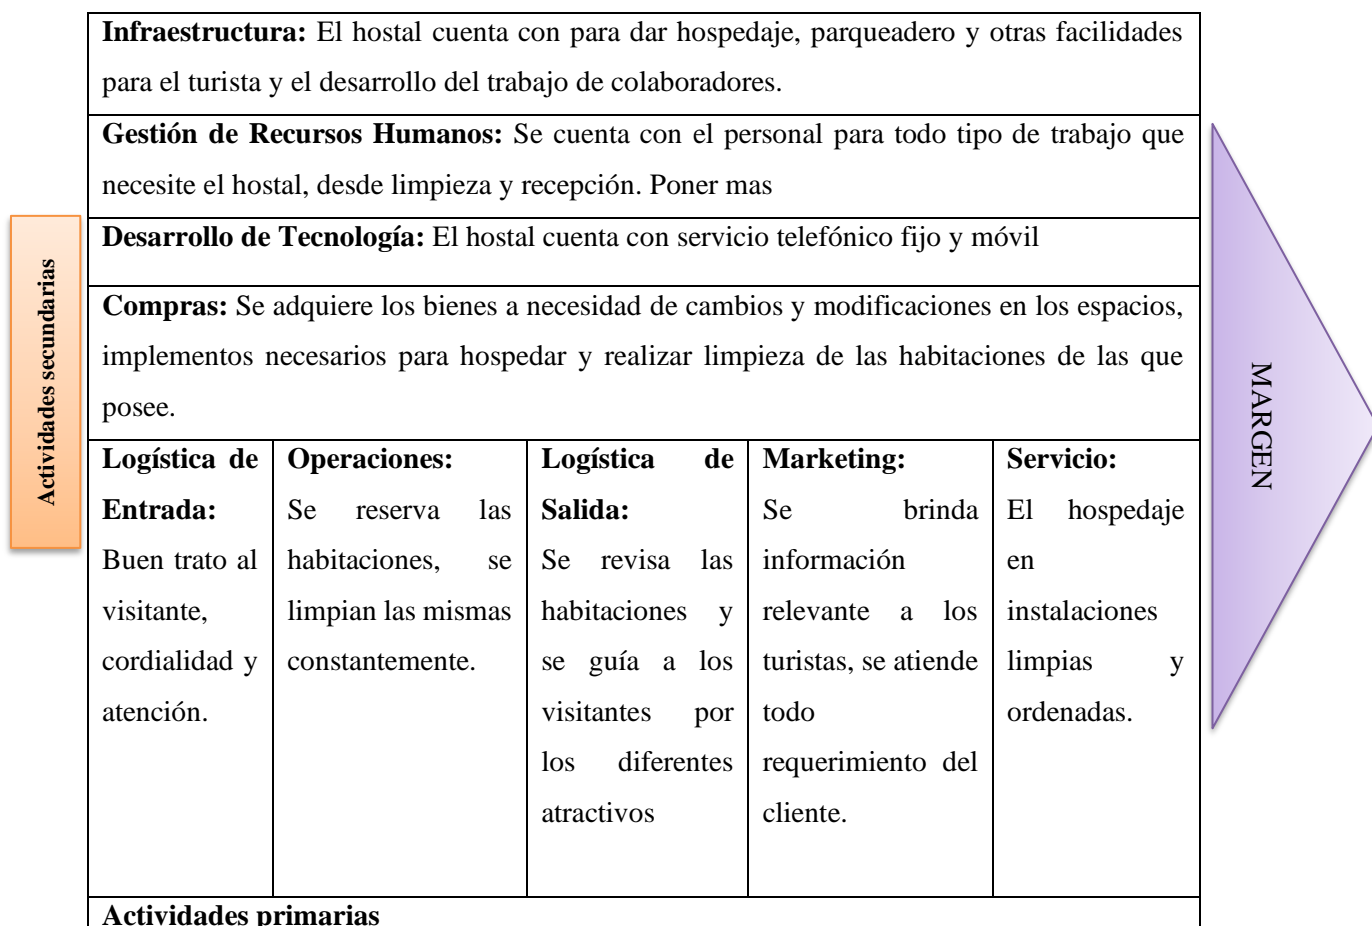 Infraestructura: El hostal cuenta con para dar hospedaje, parqueadero y otras facilidades
para el turista y el desarrollo del trabajo de colaboradores.
Gestión de Recursos Humanos: Se cuenta con el personal para todo tipo de trabajo que
necesite el hostal, desde limpieza y recepción. Poner mas
Desarrollo de Tecnología: El hostal cuenta con servicio telefónico fijo y móvil
Compras: Se adquiere los bienes a necesidad de cambios y modificaciones en los espacios,
implementos necesarios para hospedar y realizar limpieza de las habitaciones de las que
posee.
Actividades secundarias
Logística de
Entrada:
Buen trato al
visitante,
cordialidad y
atención.
Operaciones:
Se reserva las
habitaciones, se
limpian las mismas
constantemente.
Logística de
Salida:
Se revisa las
habitaciones y
se guía a los
visitantes por
los diferentes
atractivos
Marketing:
Se brinda
información
relevante a los
turistas, se atiende
todo
requerimiento del
cliente.
Servicio:
El hospedaje
en
instalaciones
limpias y
ordenadas.
MARGEN
Actividades primarias